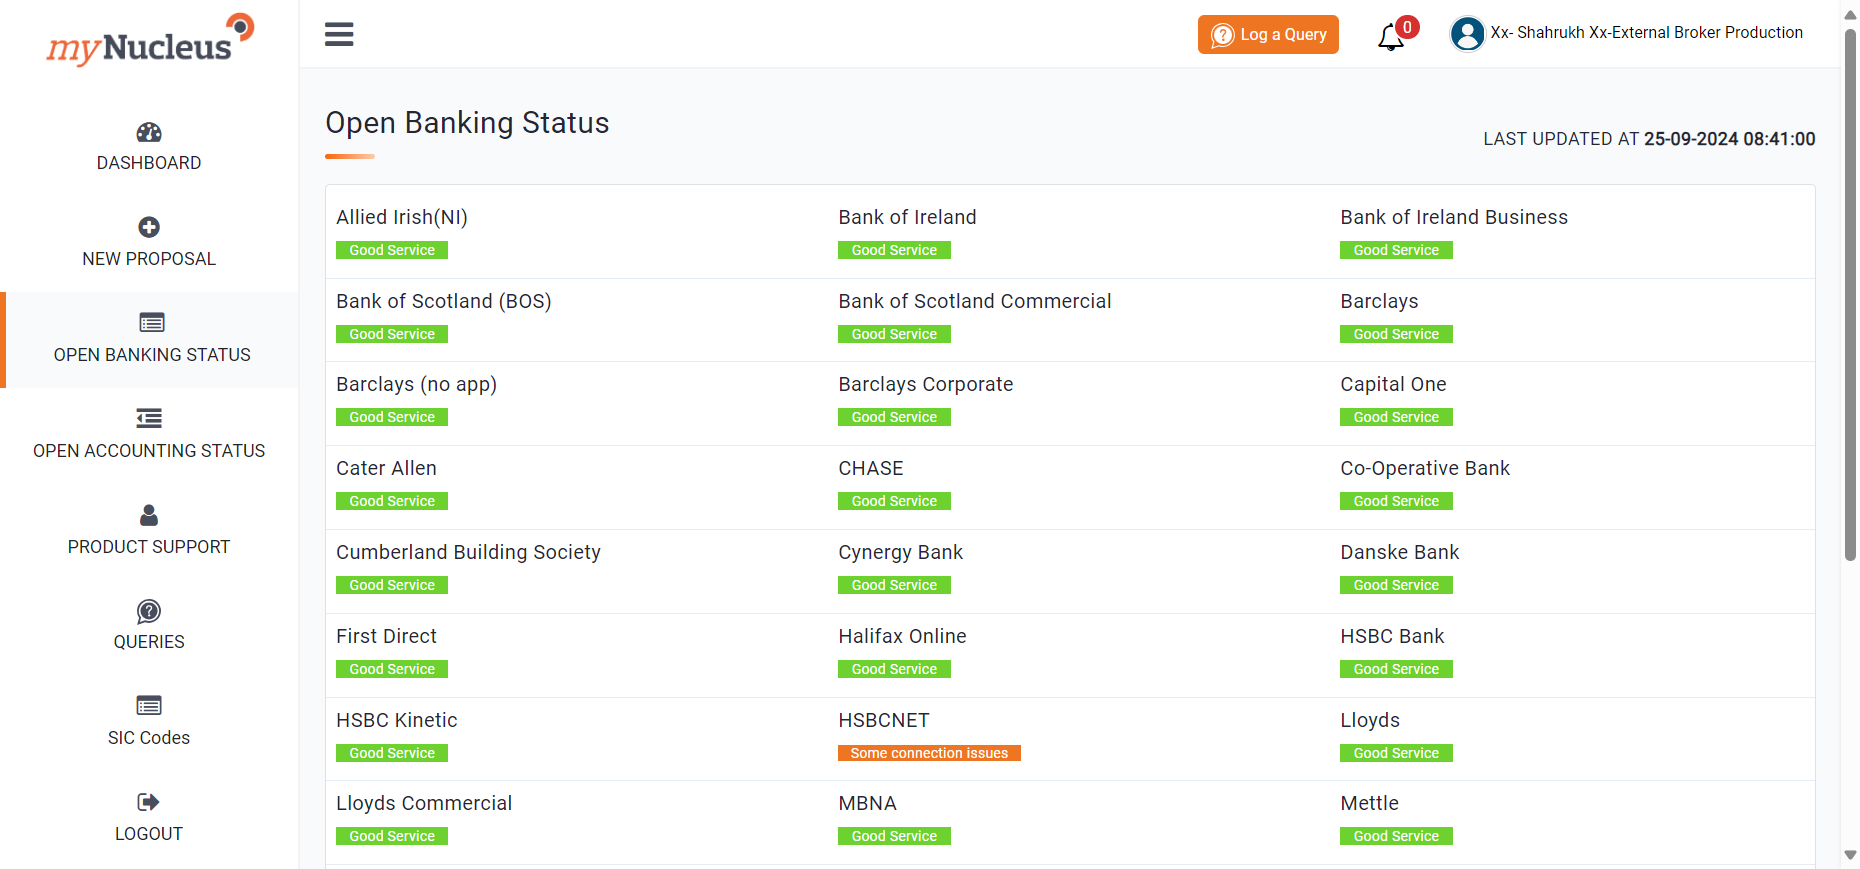 myNucleus
Log a Query
0
Xx- Shahrukh Xx-External Broker Production
DASHBOARD
NEW PROPOSAL
OPEN BANKING STATUS
OPEN ACCOUNTING STATUS
PRODUCT SUPPORT
QUERIES
SIC Codes
LOGOUT
Open Banking Status
LAST UPDATED AT 25-09-2024 08:41:00
Allied Irish(NI)
Good Service
Bank of Ireland
Good Service
Bank of Ireland Business
Good Service
Bank of Scotland (BOS)
Good Service
Bank of Scotland Commercial
Good Service
Barclays
Good Service
Barclays (no app)
Good Service
Barclays Corporate
Good Service
Capital One
Good Service
Cater Allen
Good Service
CHASE
Good Service
Co-Operative Bank
Good Service
Cumberland Building Society
Good Service
Cynergy Bank
Good Service
Danske Bank
Good Service
First Direct
Good Service
Halifax Online
Good Service
HSBC Bank
Good Service
HSBC Kinetic
Good Service
HSBCNET
Some connection issues
Lloyds
Good Service
Lloyds Commercial
Good Service
MBNA
Good Service
Mettle
Good Service